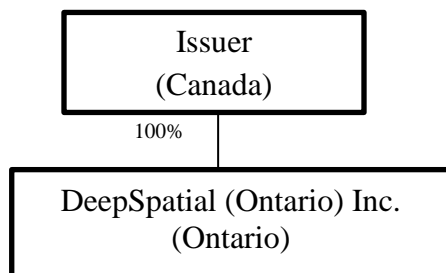 Issuer
(Canada)
100%
DeepSpatial (Ontario) Inc.
(Ontario)